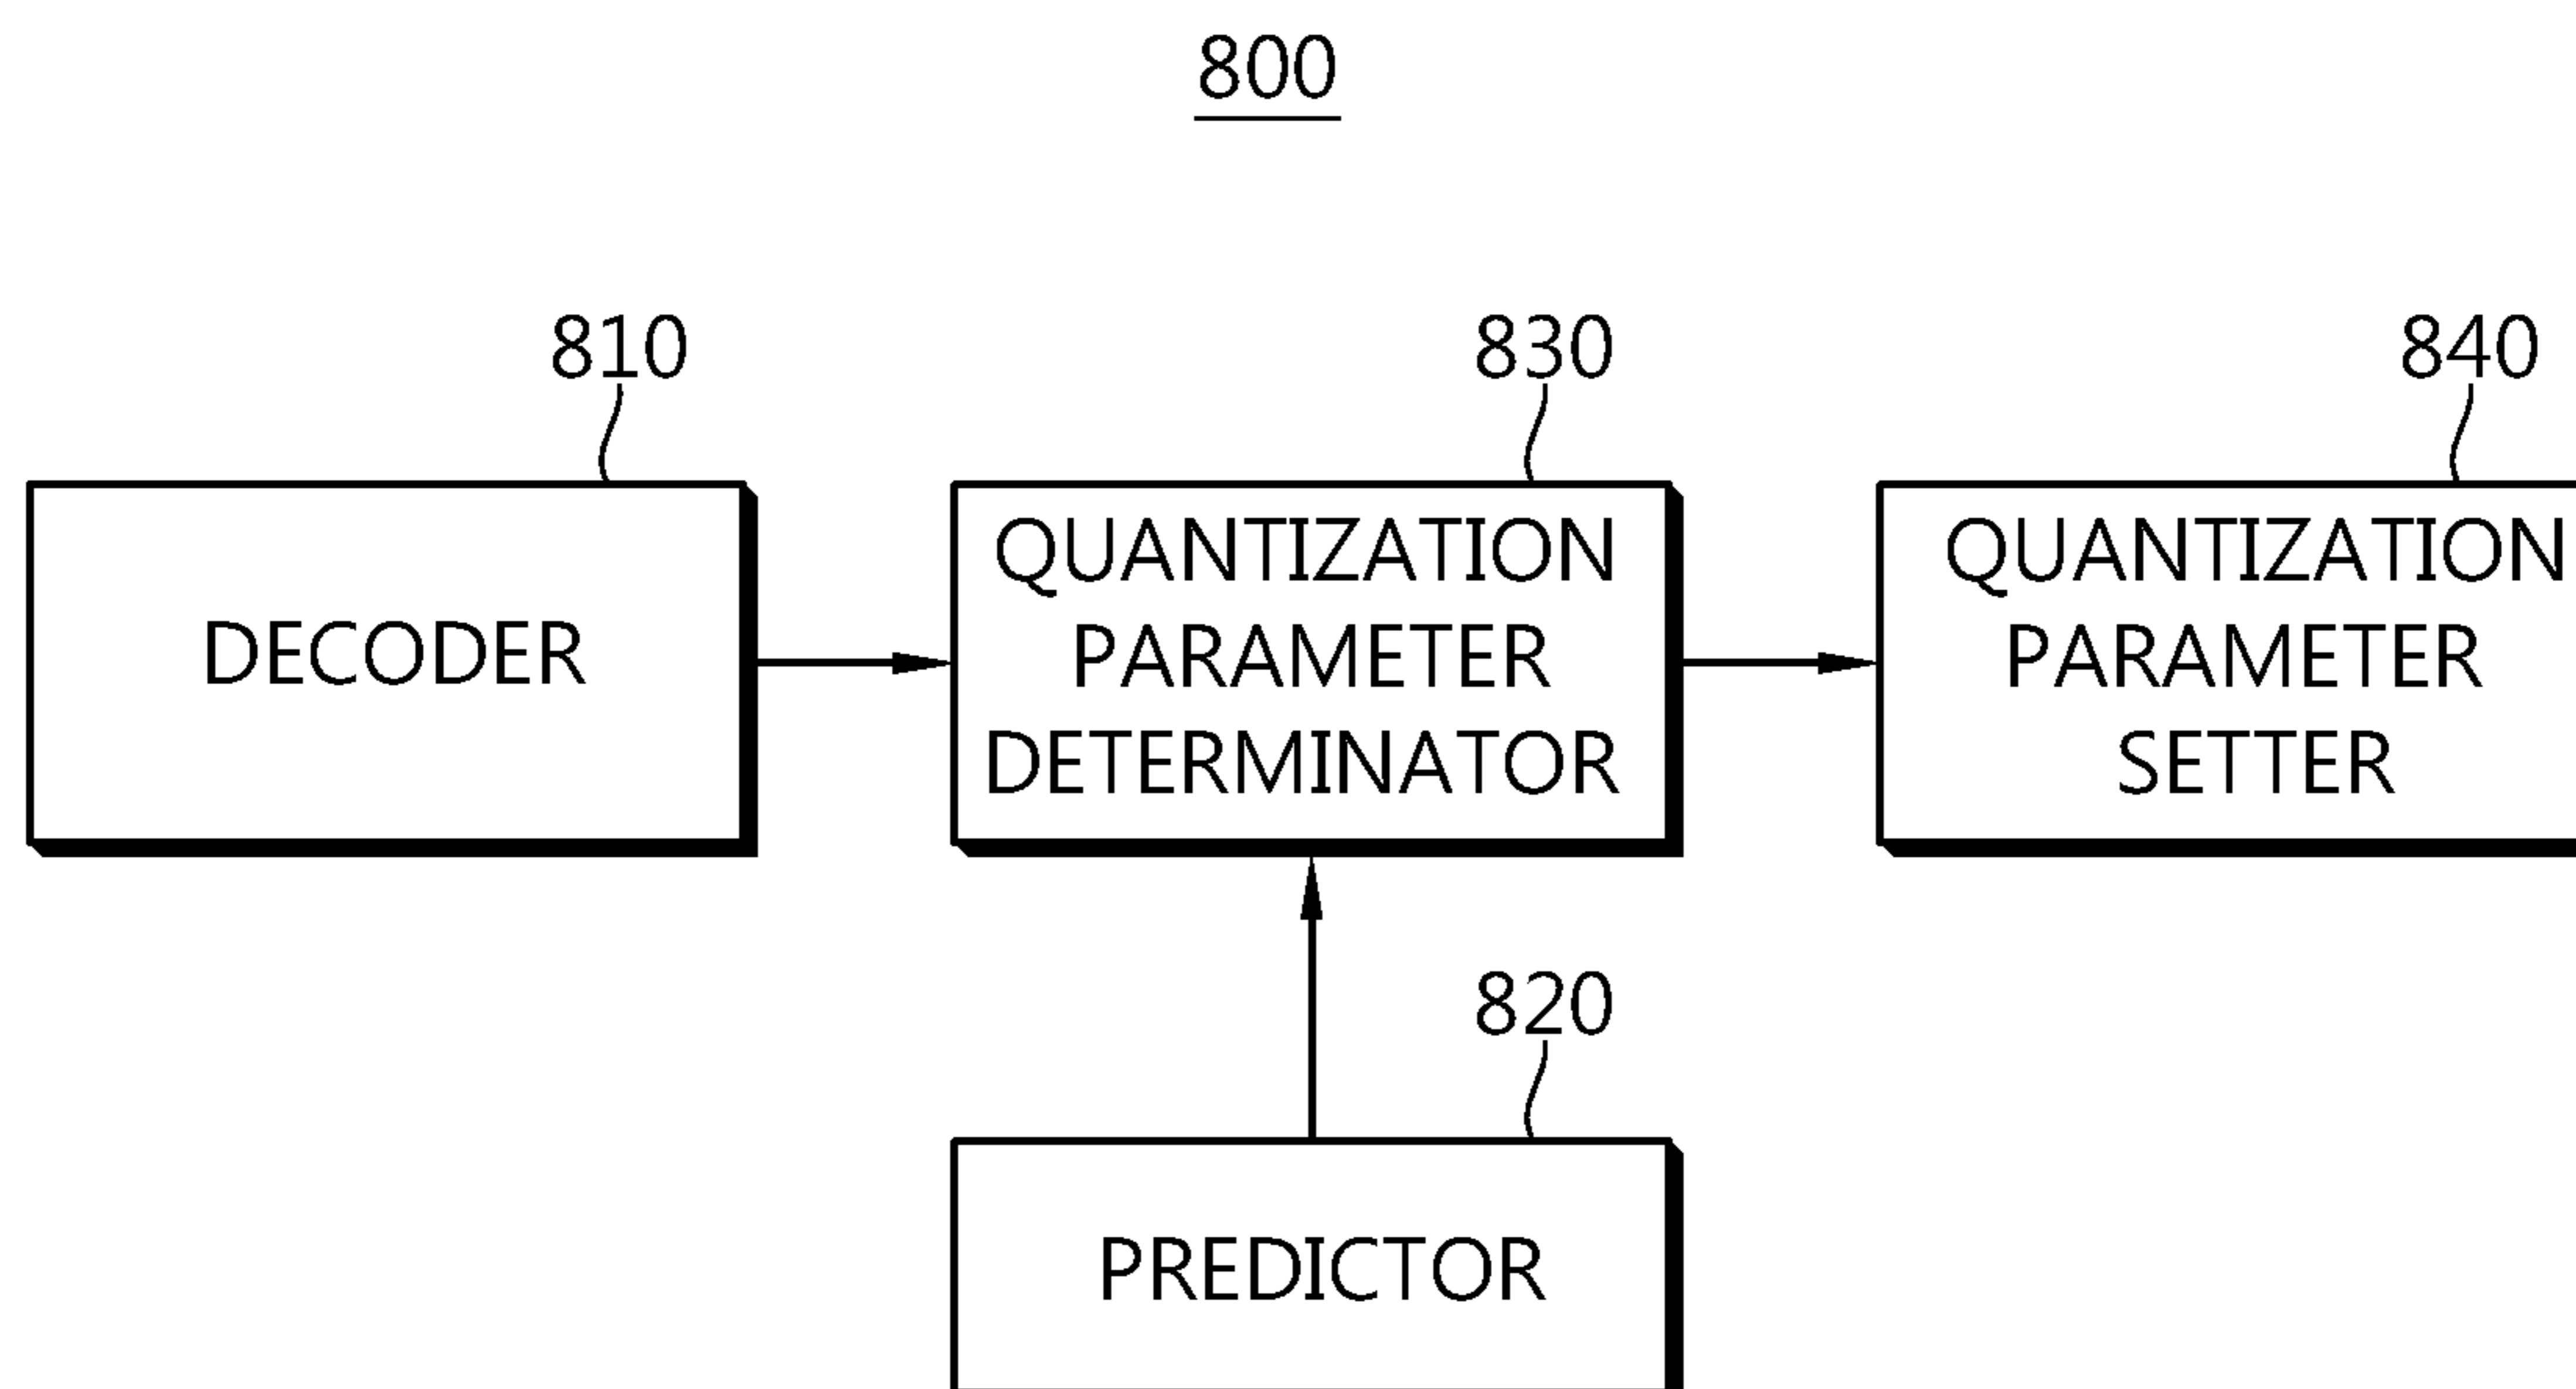 800
810
DECODER
830
QUANTIZATION
PARAMETER
DETERMINATOR
840
QUANTIZATION
PARAMETER
SETTER
820
PREDICTOR